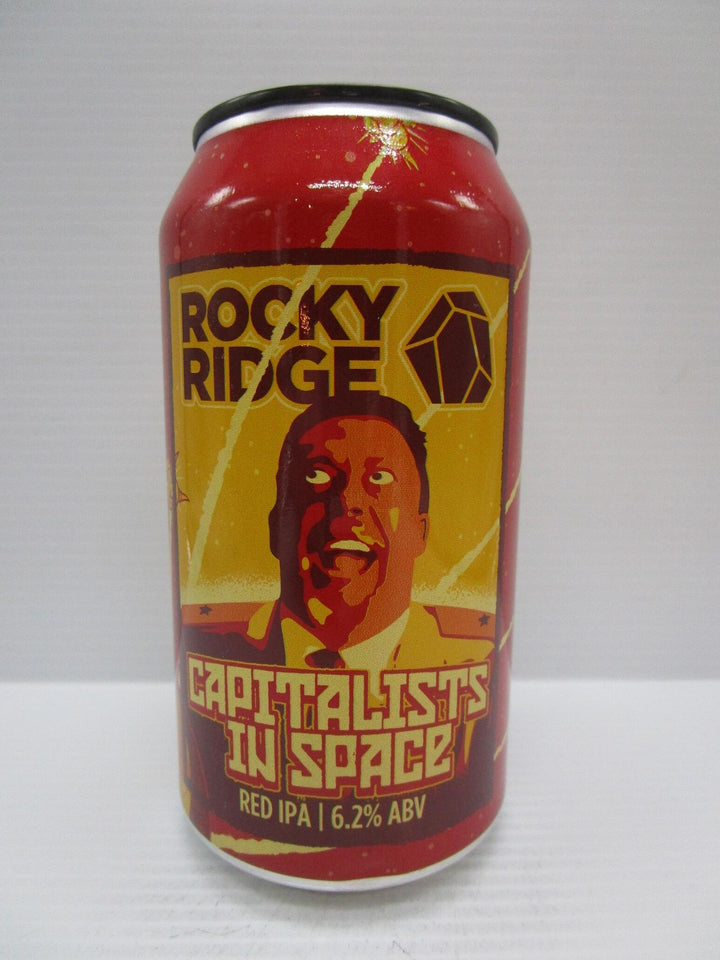 ROCKY
RIDGE
CAPITALISTS
IN SPACE
RED IPA | 6.2% ABV